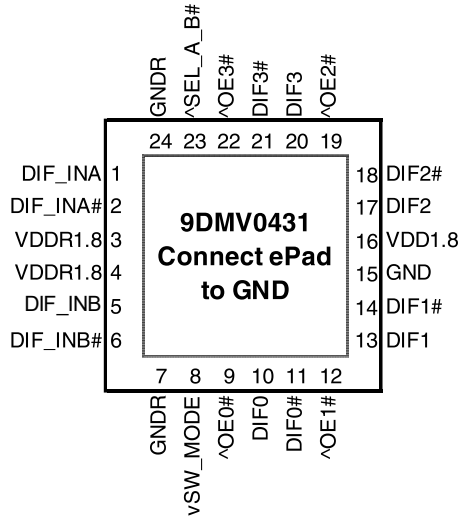 GNDR
^SEL_A_B#
^OE3#
DIF3#
DIF3
^OE2#
24 23 22 21 20 19
DIF_INA 1
DIF_INA# 2
VDDR1.8 3
VDDR1.8 4
DIF_INB 5
DIF_INB# 6
9DMV0431
Connect ePad
to GND
18 DIF2#
17 DIF2
16 VDD1.8
15 GND
14 DIF1#
13 DIF1
7 8 9 10 11 12
GNDR
vSW_MODE
^OE0#
DIF0
DIF0#
^OE1#